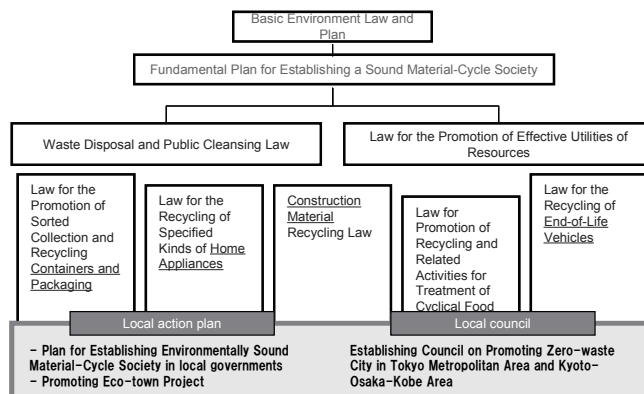 Basic Environment Law and
Plan
Fundamental Plan for Establishing a Sound Material-Cycle Society
Waste Disposal and Public Cleansing Law
Law for the Promotion of Effective Utilities of
Resources
Law for the
Promotion of
Sorted
Collection and
Recycling
Containers and
Packaging
Law for the
Recycling of
Specified
Kinds of Home
Appliances
Construction
Material
Recycling Law
Law for
Promotion of
Recycling and
Related
Activities for
Treatment of
Cyclical Food
Law for the
Recycling of
End-of-Life
Vehicles
Local action plan
– Plan for Establishing Environmentally Sound
Material-Cycle Society in local governments
– Promoting Eco-town Project
Local council
Establishing Council on Promoting Zero-waste
City in Tokyo Metropolitan Area and Kyoto-
Osaka-Kobe Area